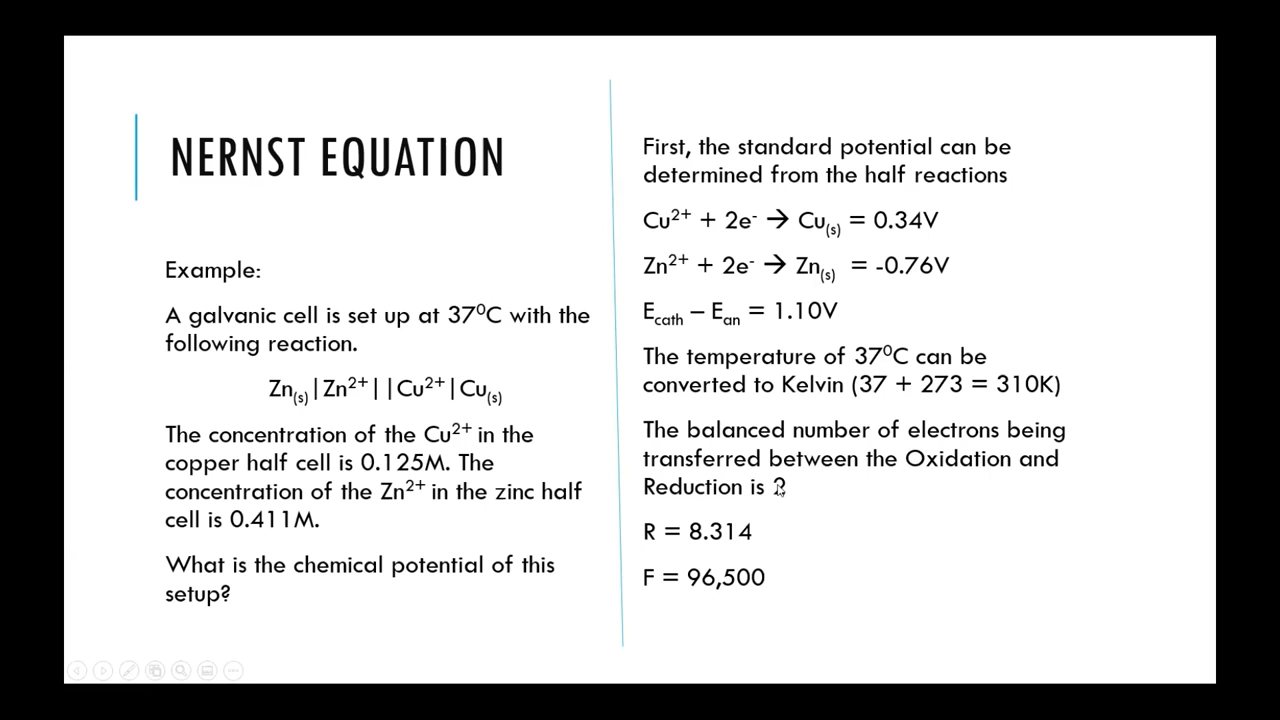 NERNST EQUATION
Example:
A galvanic cell is set up at 37⁰C with the
following reaction.
Zn₍ₛ₎|Zn²⁺||Cu²⁺|Cu₍ₛ₎
The concentration of the Cu²⁺ in the
copper half cell is 0.125M. The
concentration of the Zn²⁺ in the zinc half
cell is 0.411M.
What is the chemical potential of this
setup?
First, the standard potential can be
determined from the half reactions
Cu²⁺ + 2e⁻ → Cu₍ₛ₎ = 0.34V
Zn²⁺ + 2e⁻ → Zn₍ₛ₎ = -0.76V
E_cath – E_an = 1.10V
The temperature of 37⁰C can be
converted to Kelvin (37 + 273 = 310K)
The balanced number of electrons being
transferred between the Oxidation and
Reduction is 2
R = 8.314
F = 96,500